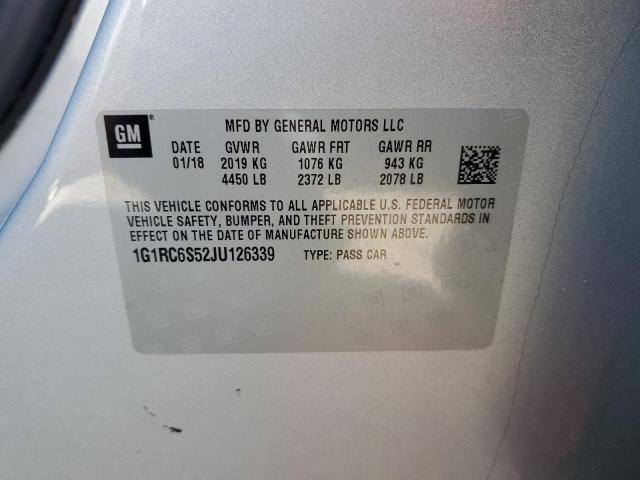 GM®
MFD BY GENERAL MOTORS LLC
DATE GVWR GAWR FRT GAWR RR
01/18 2019 KG 1076 KG 943 KG
4450 LB 2372 LB 2078 LB
THIS VEHICLE CONFORMS TO ALL APPLICABLE U.S. FEDERAL MOTOR
VEHICLE SAFETY, BUMPER, AND THEFT PREVENTION STANDARDS IN
EFFECT ON THE DATE OF MANUFACTURE SHOWN ABOVE.
1G1RC6S52JU126339 TYPE: PASS CAR